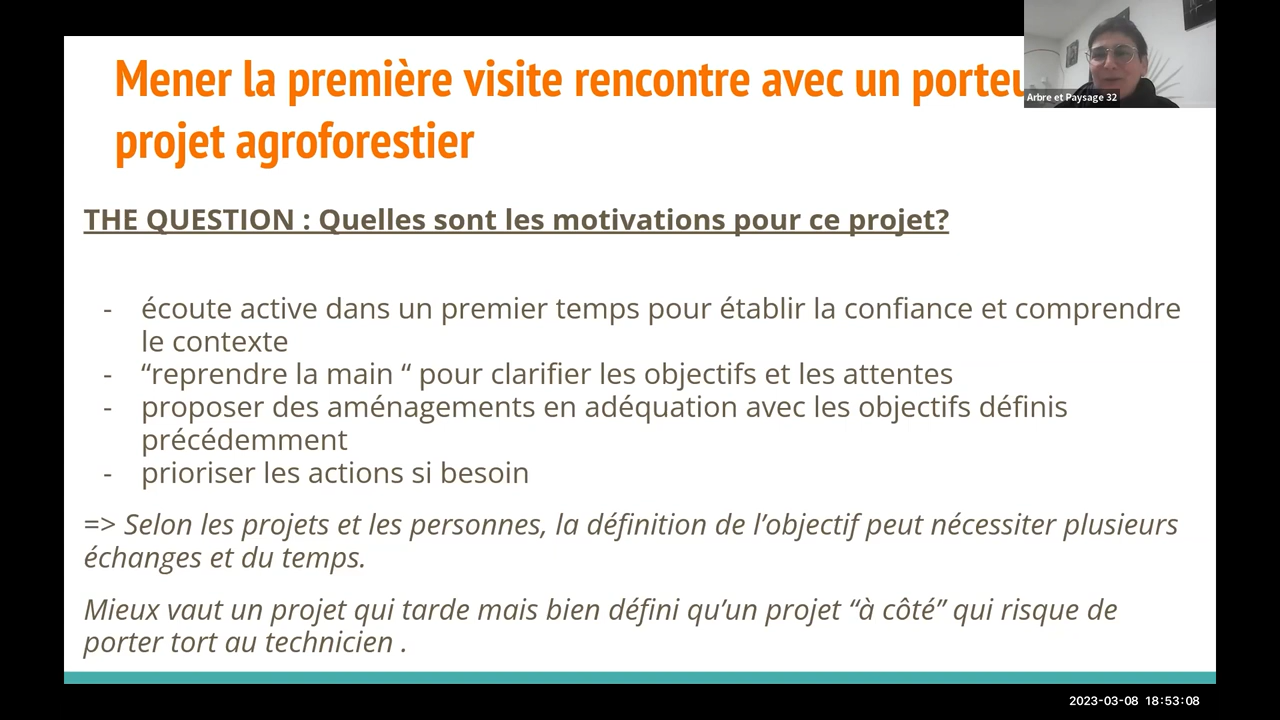 Mener la première visite rencontre avec un porteu
projet agroforestier
Arbre et Paysage 32
THE QUESTION : Quelles sont les motivations pour ce projet?
- écoute active dans un premier temps pour établir la confiance et comprendre
le contexte
- “reprendre la main “ pour clarifier les objectifs et les attentes
- proposer des aménagements en adéquation avec les objectifs définis
précédemment
- prioriser les actions si besoin
=> Selon les projets et les personnes, la définition de l’objectif peut nécessiter plusieurs
échanges et du temps.
Mieux vaut un projet qui tarde mais bien défini qu’un projet “à côté” qui risque de
porter tort au technicien .
2023-03-08 18:53:08